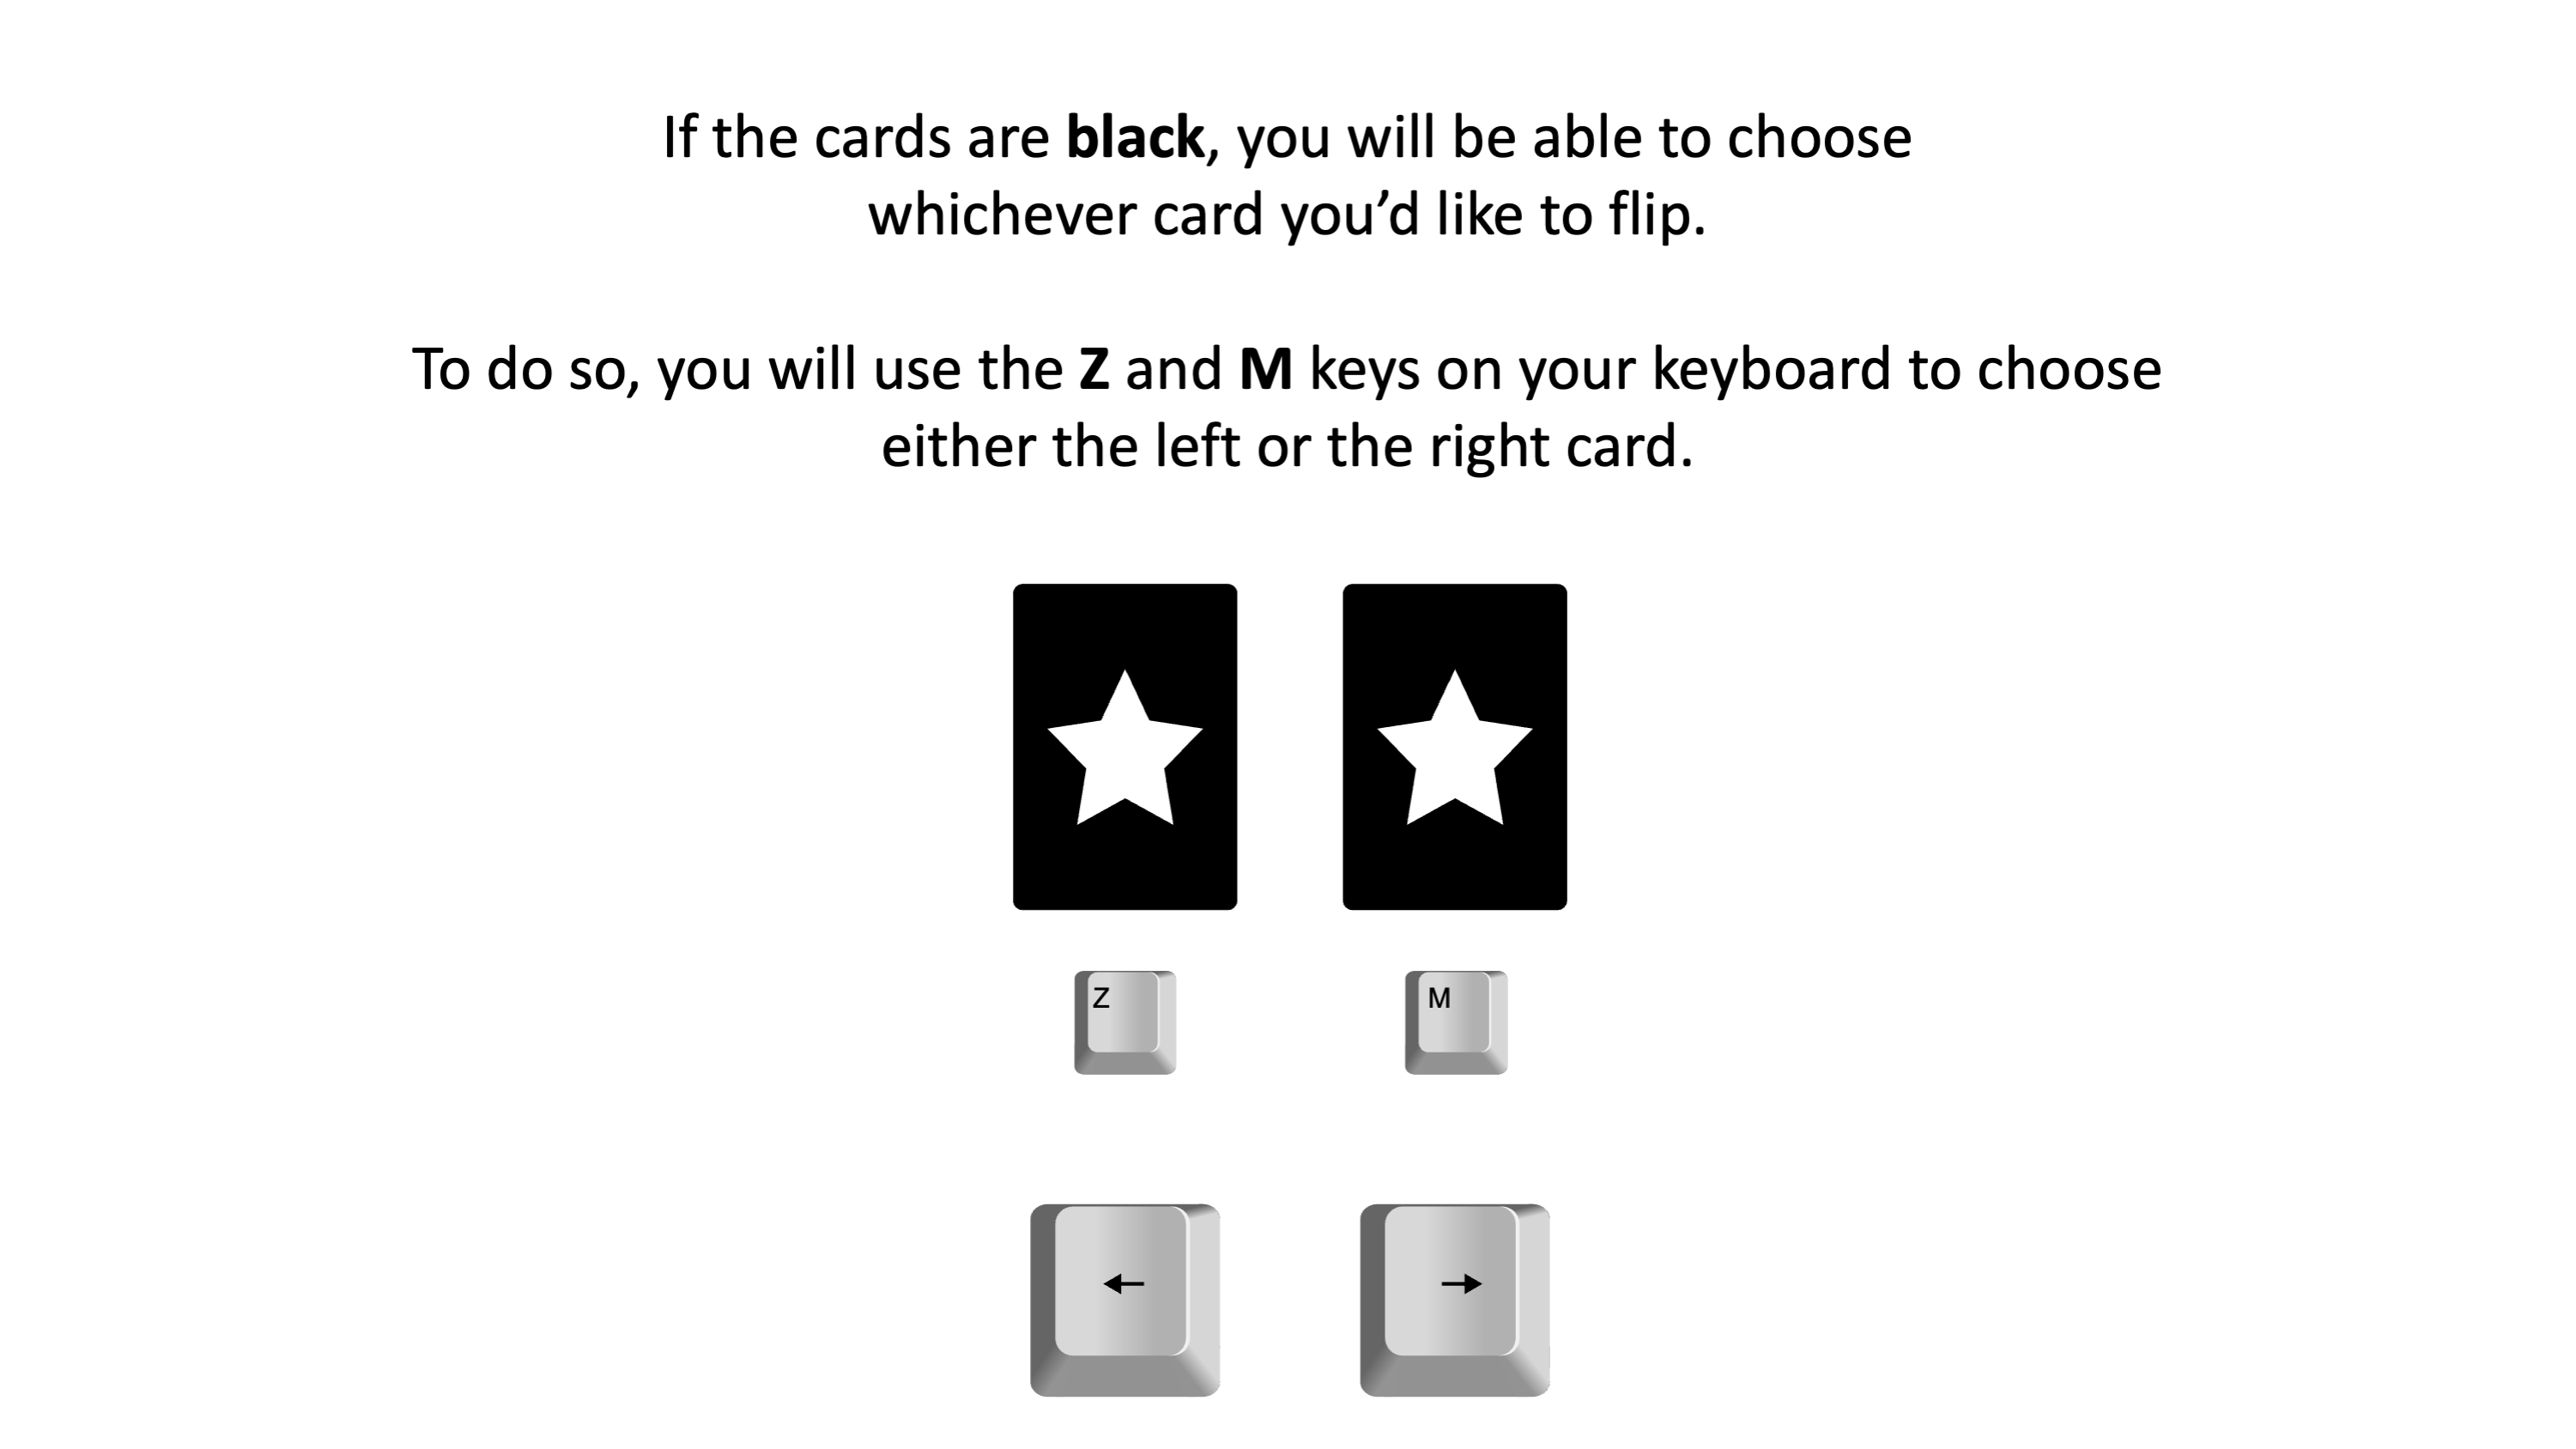 If the cards are black, you will be able to choose
whichever card you’d like to flip.
To do so, you will use the Z and M keys on your keyboard to choose
either the left or the right card.
Z M
← →